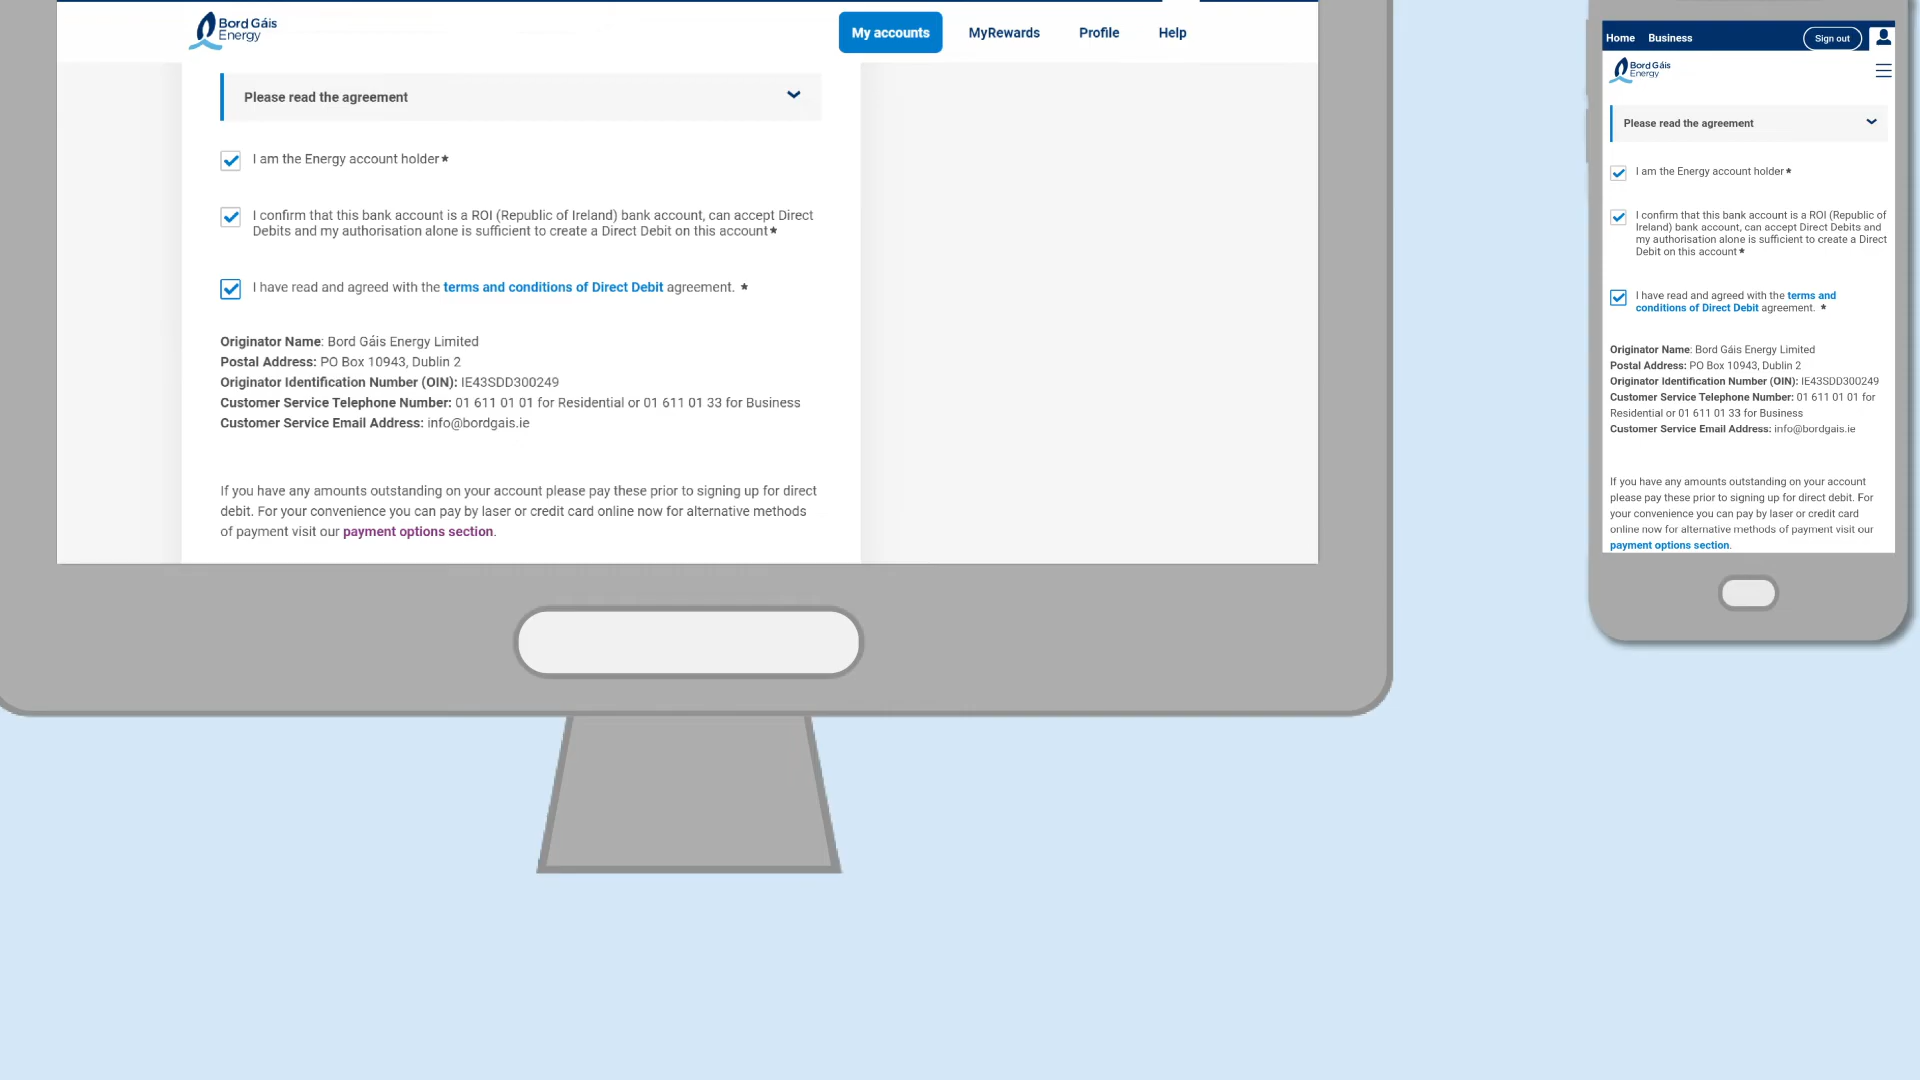 Bord Gáis
Energy
My accounts
MyRewards
Profile
Help
Please read the agreement
I am the Energy account holder*
I confirm that this bank account is a ROI (Republic of Ireland) bank account, can accept Direct
Debits and my authorisation alone is sufficient to create a Direct Debit on this account*
I have read and agreed with the terms and conditions of Direct Debit agreement. *
Originator Name: Bord Gáis Energy Limited
Postal Address: PO Box 10943, Dublin 2
Originator Identification Number (OIN): IE43SDD300249
Customer Service Telephone Number: 01 611 01 01 for Residential or 01 611 01 33 for Business
Customer Service Email Address: info@bordgais.ie
If you have any amounts outstanding on your account please pay these prior to signing up for direct
debit. For your convenience you can pay by laser or credit card online now for alternative methods
of payment visit our payment options section.
Home
Business
Sign out
Bord Gáis
Energy
Please read the agreement
I am the Energy account holder*
I confirm that this bank account is a ROI (Republic of
Ireland) bank account, can accept Direct Debits and
my authorisation alone is sufficient to create a Direct
Debit on this account*
I have read and agreed with the terms and
conditions of Direct Debit agreement. *
Originator Name: Bord Gáis Energy Limited
Postal Address: PO Box 10943, Dublin 2
Originator Identification Number (OIN): IE43SDD300249
Customer Service Telephone Number: 01 611 01 01 for
Residential or 01 611 01 33 for Business
Customer Service Email Address: info@bordgais.ie
If you have any amounts outstanding on your account
please pay these prior to signing up for direct debit. For
your convenience you can pay by laser or credit card
online now for alternative methods of payment visit our
payment options section.